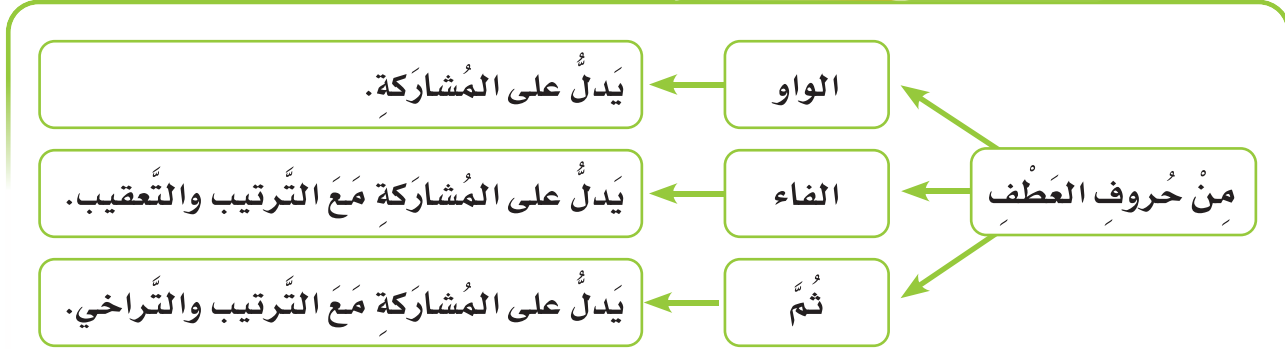 مِنْ حُروفِ العَطْفِ
الواو
يَدلُّ على المُشارَكةِ.
الفاء
يَدلُّ على المُشارَكةِ مَعَ التَّرتيب والتَّعقيب.
ثُمَّ
يَدلُّ على المُشارَكةِ مَعَ التَّرتيب والتَّراخي.